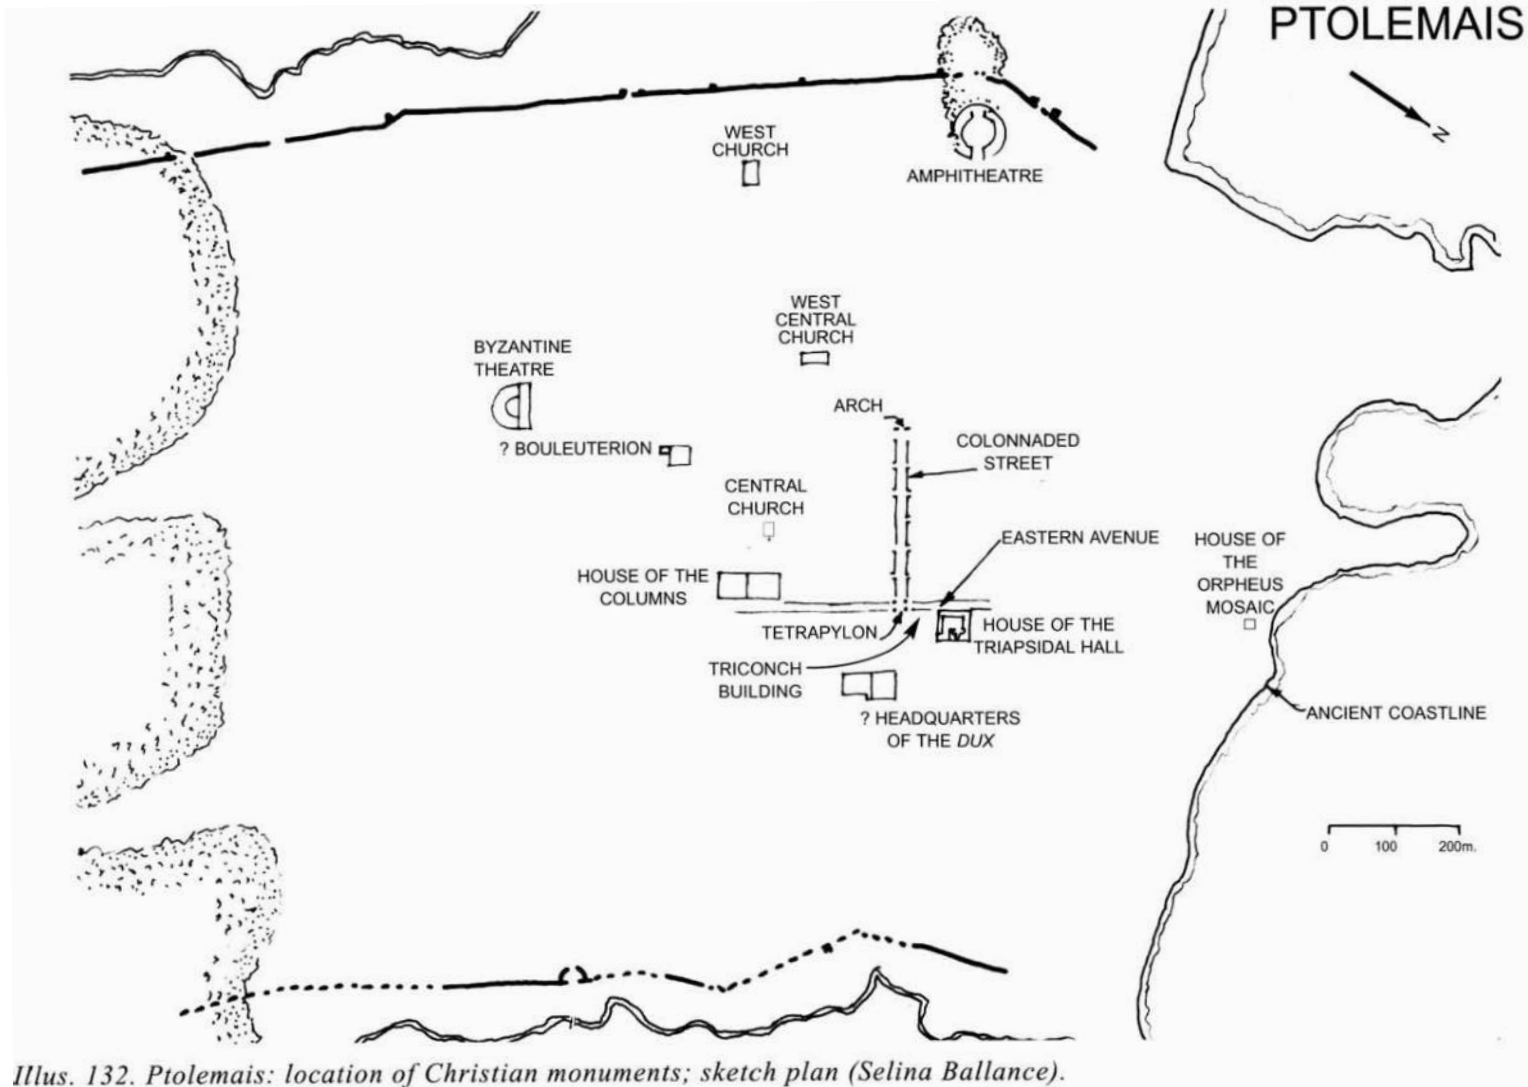 PTOLEMAIS
N
WEST
CHURCH
AMPHITHEATRE
WEST
CENTRAL
CHURCH
BYZANTINE
THEATRE
ARCH
? BOULEUTERION
COLONNADED
STREET
CENTRAL
CHURCH
EASTERN AVENUE
HOUSE OF
THE
ORPHEUS
MOSAIC
HOUSE OF THE
COLUMNS
TETRAPYLON
HOUSE OF THE
TRIAPSIDAL HALL
TRICONCH
BUILDING
? HEADQUARTERS
OF THE DUX
ANCIENT COASTLINE
0 100 200m.
Illus. 132. Ptolemais: location of Christian monuments; sketch plan (Selina Ballance).